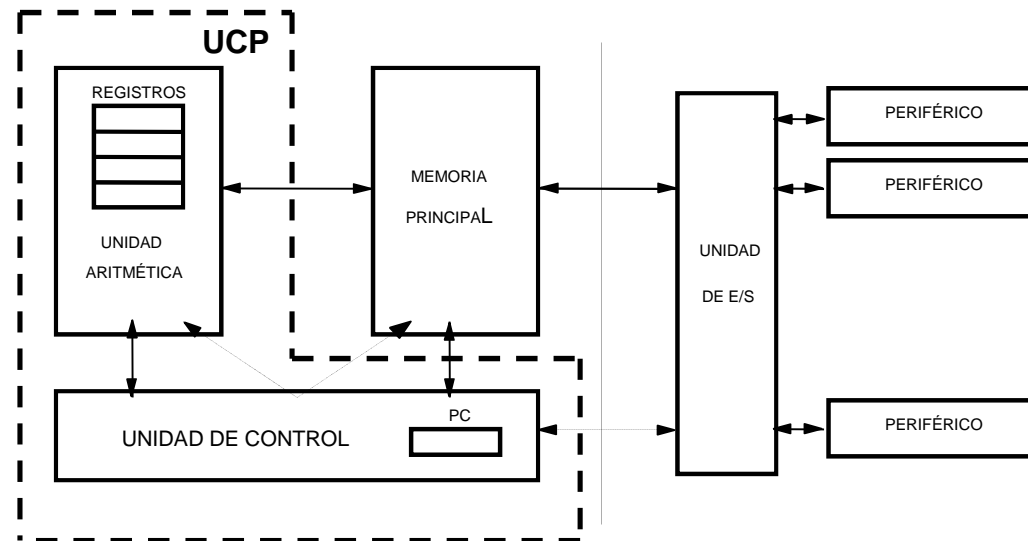 UCP
REGISTROS
UNIDAD
ARITMÉTICA
MEMORIA
PRINCIPAL
UNIDAD DE CONTROL
PC
UNIDAD
DE E/S
PERIFÉRICO
PERIFÉRICO
PERIFÉRICO